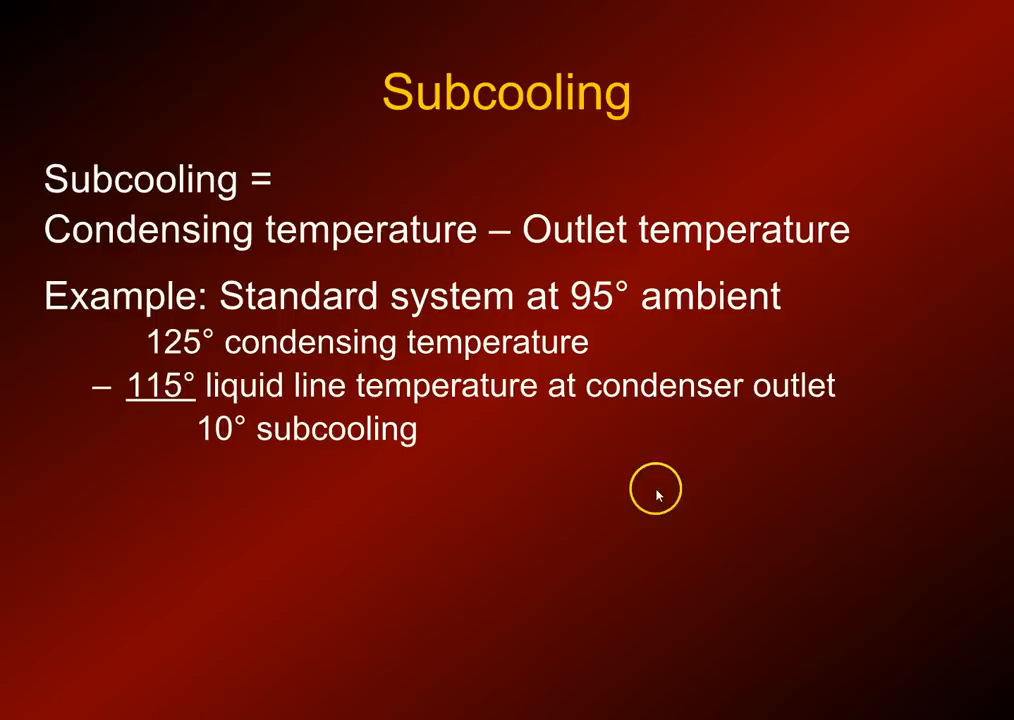 Subcooling
Subcooling =
Condensing temperature – Outlet temperature
Example: Standard system at 95° ambient
125° condensing temperature
– 115° liquid line temperature at condenser outlet
10° subcooling